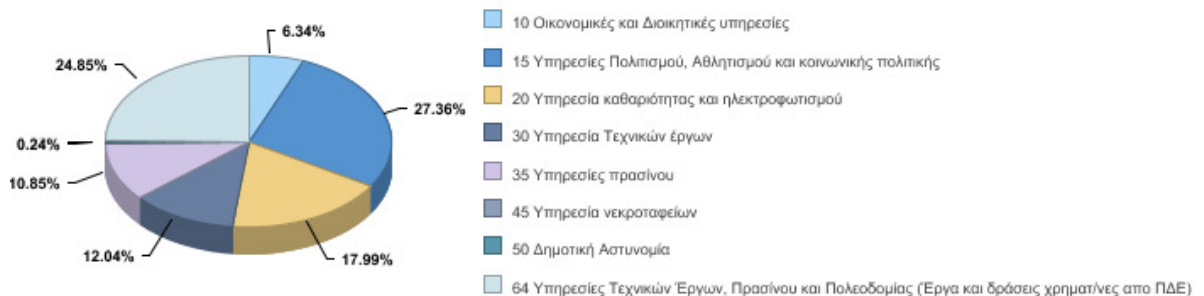 6.34%
24.85%
27.36%
0.24%
10.85%
12.04%
17.99%
10 Οικονομικές και Διοικητικές υπηρεσίες
15 Υπηρεσίες Πολιτισμού, Αθλητισμού και κοινωνικής πολιτικής
20 Υπηρεσία καθαριότητας και ηλεκτροφωτισμού
30 Υπηρεσία Τεχνικών έργων
35 Υπηρεσίες πρασίνου
45 Υπηρεσία νεκροταφείων
50 Δημοτική Αστυνομία
64 Υπηρεσίες Τεχνικών Έργων, Πρασίνου και Πολεοδομίας (Έργα και δράσεις χρηματ/νες απο ΠΔΕ)